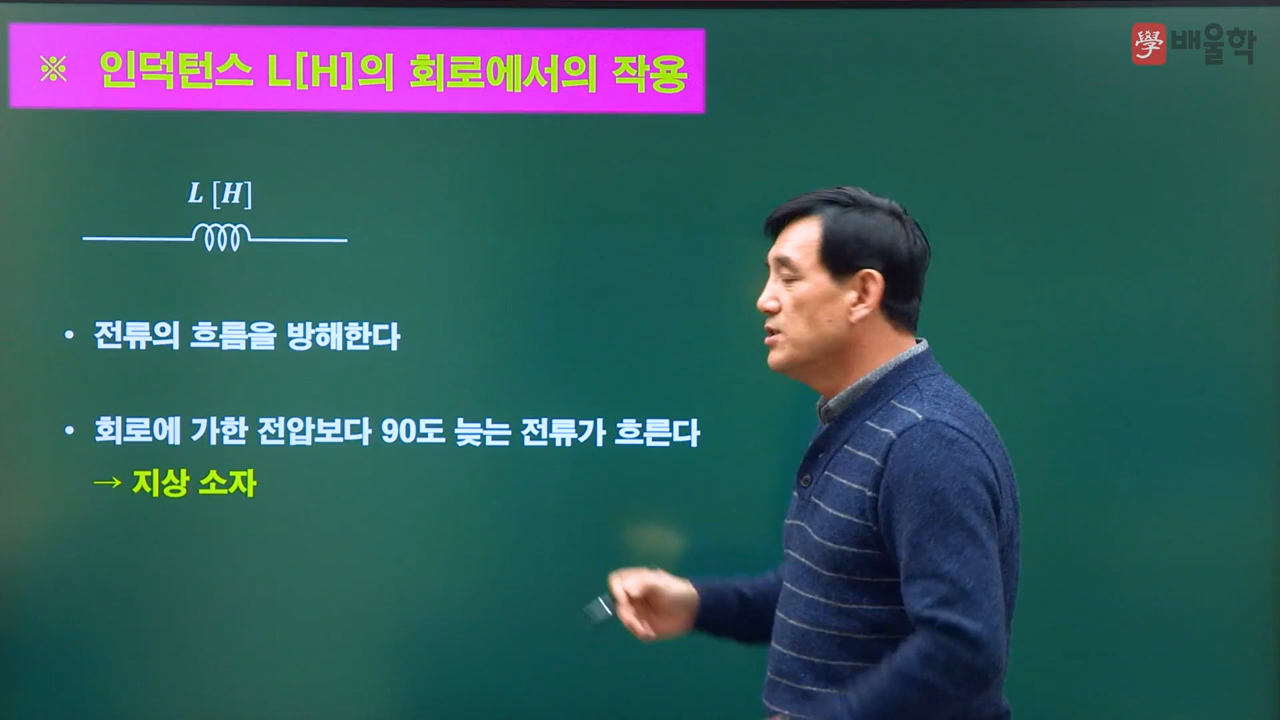 學 배울학
※ 인덕턴스 L[H]의 회로에서의 작용
L [H]
• 전류의 흐름을 방해한다
• 회로에 가한 전압보다 90도 늦는 전류가 흐른다
→ 지상 소자